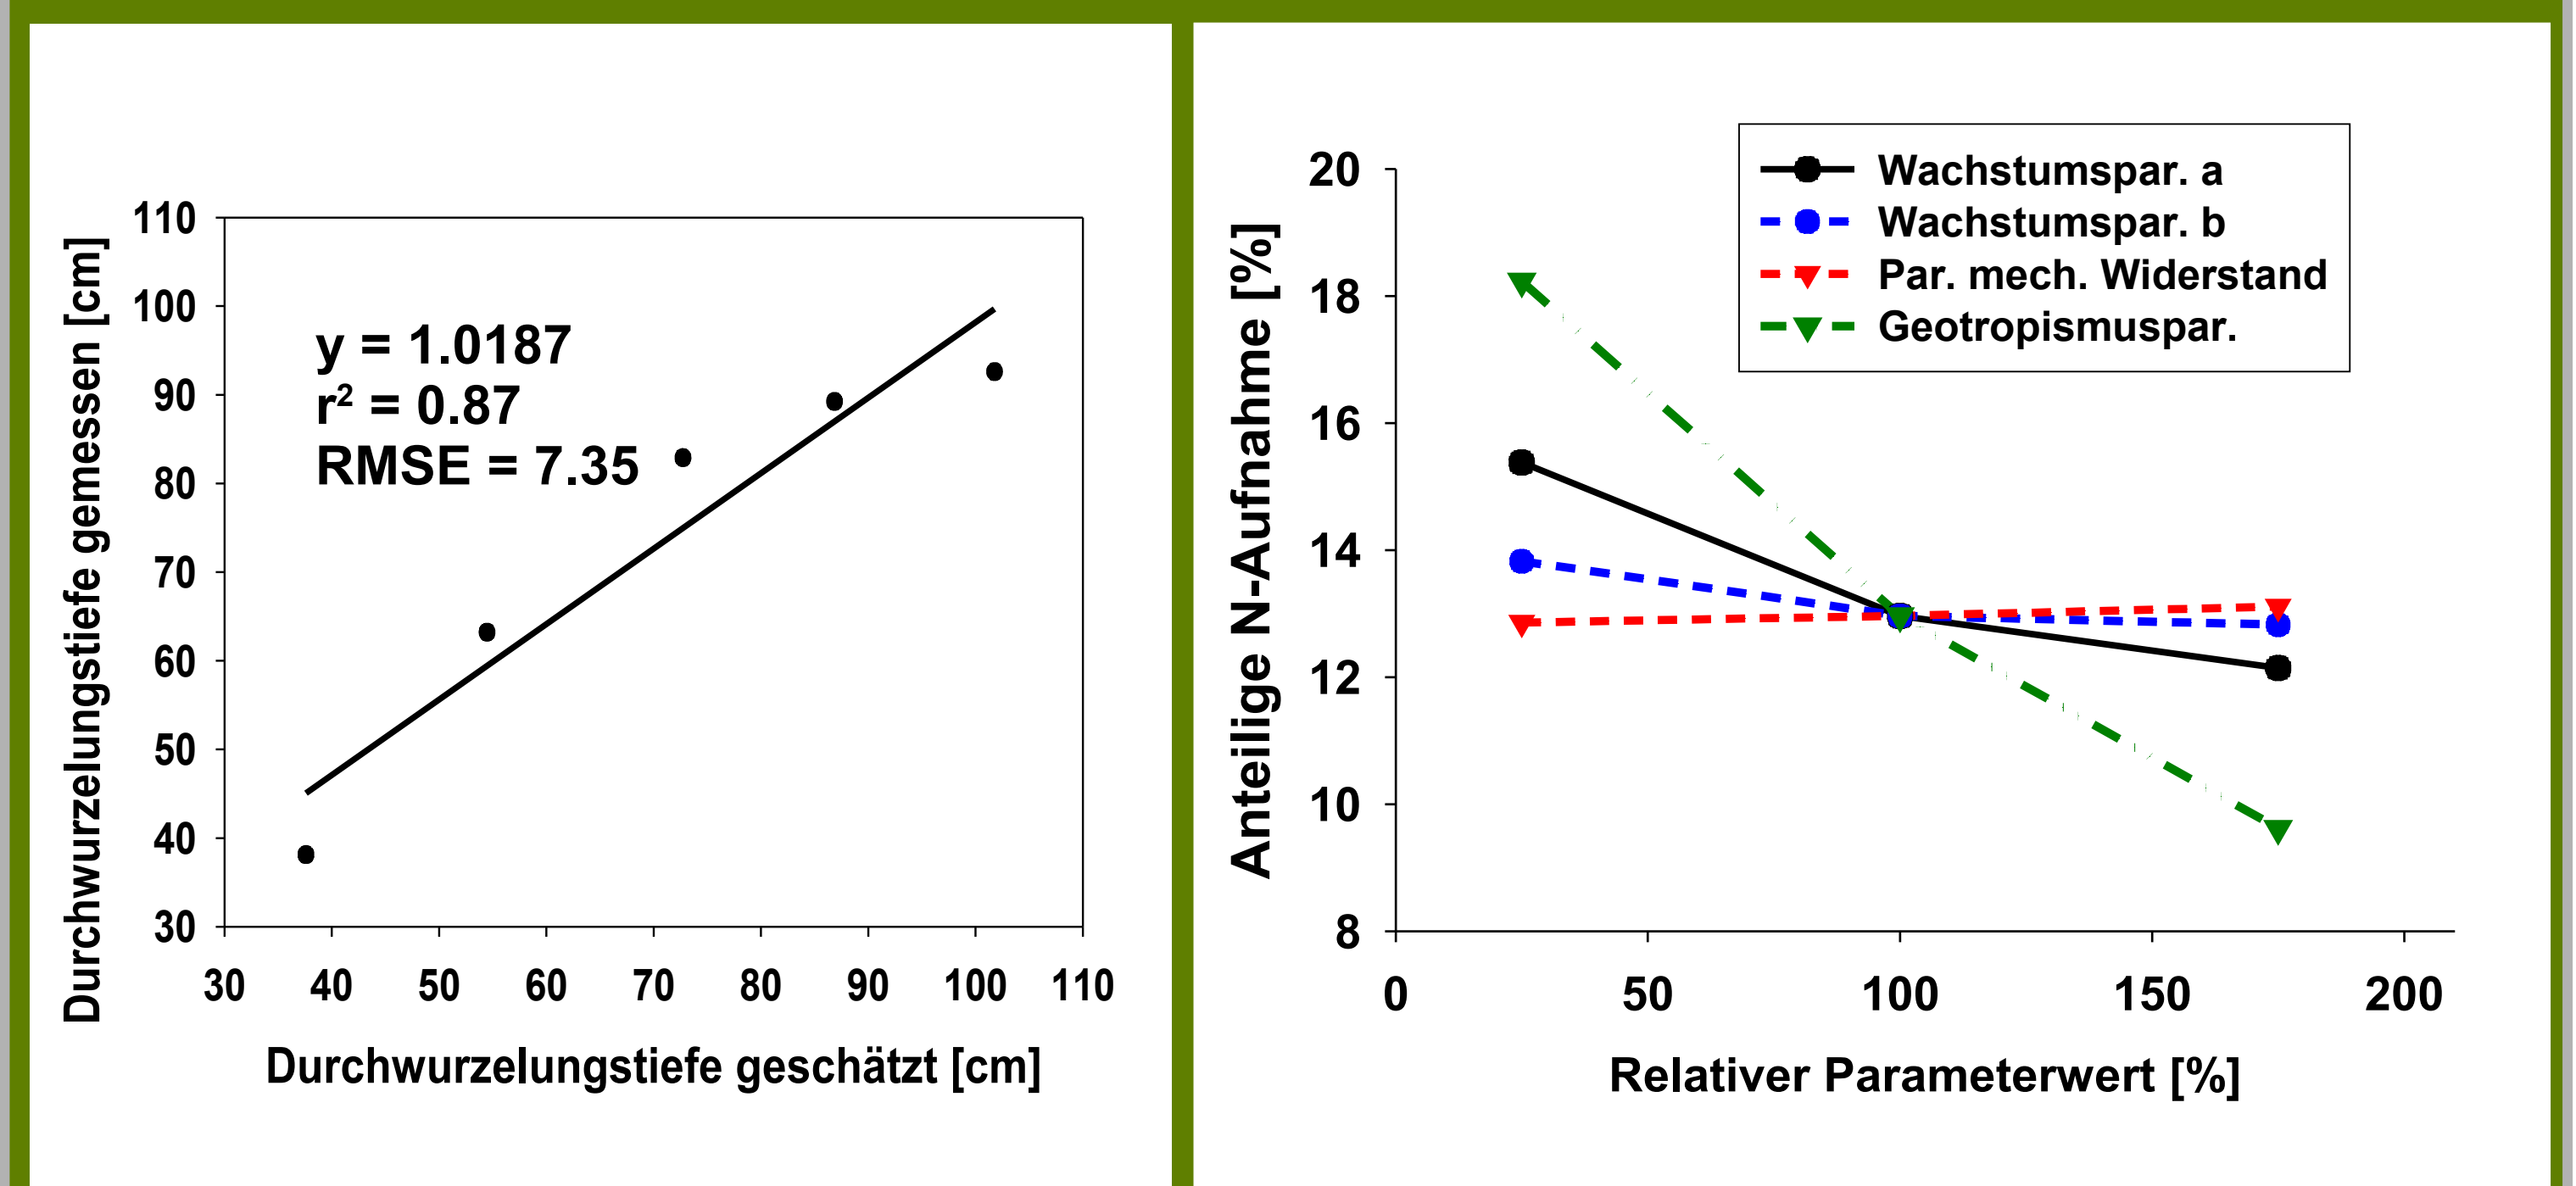 110
100
90
80
70
60
50
40
30
Durchwurzelungstiefe gemessen [cm]
y = 1.0187
r² = 0.87
RMSE = 7.35
30 40 50 60 70 80 90 100 110
Durchwurzelungstiefe geschätzt [cm]
20
18
16
14
12
10
8
Anteilige N-Aufnahme [%]
Wachstumspar. a
Wachstumspar. b
Par. mech. Widerstand
Geotropismuspar.
0 50 100 150 200
Relativer Parameterwert [%]